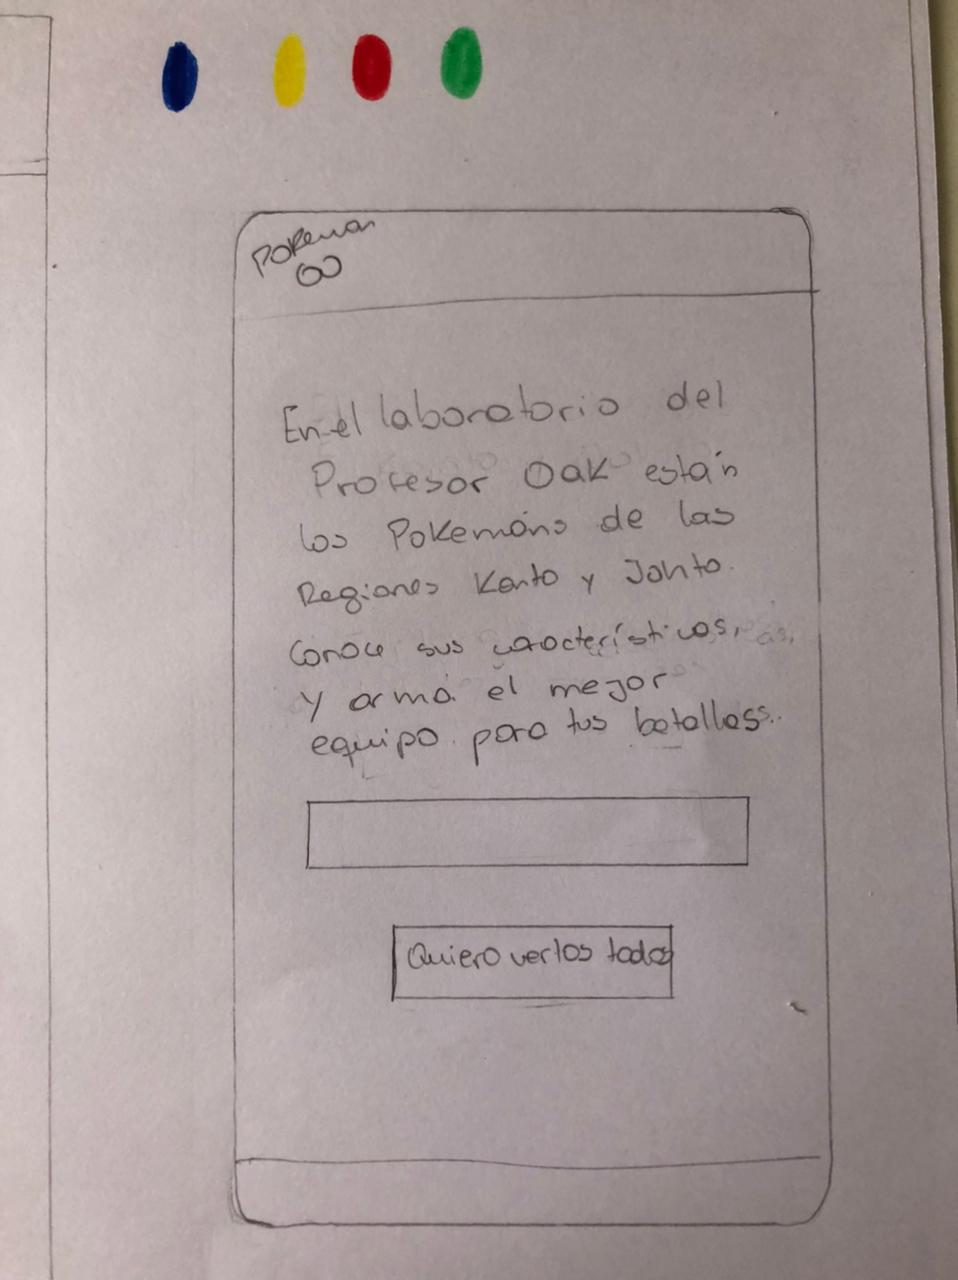 Pokemon
GO
En el laboratorio del
Profesor Oak están
los Pokemóns de las
Regiones Kanto y Johto.
Conoce sus características,
y arma el mejor
equipo para tus batallas.
Quiero verlos todos